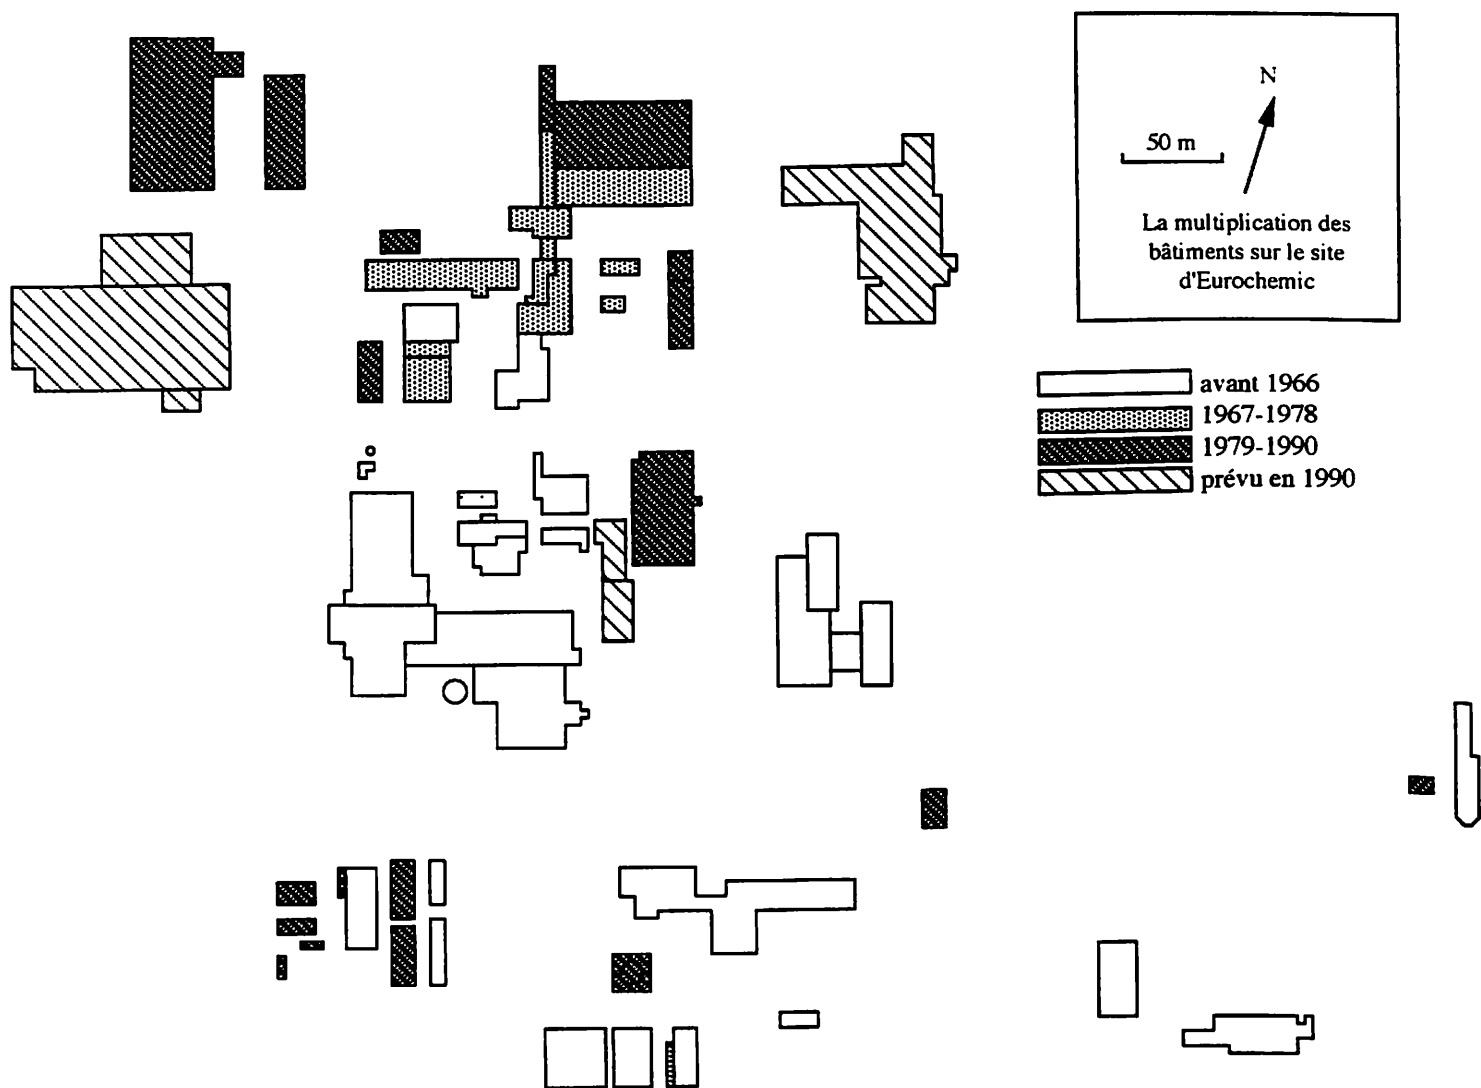 N
50 m
La multiplication des
bâtiments sur le site
d'Eurochemic
avant 1966
1967-1978
1979-1990
prévu en 1990